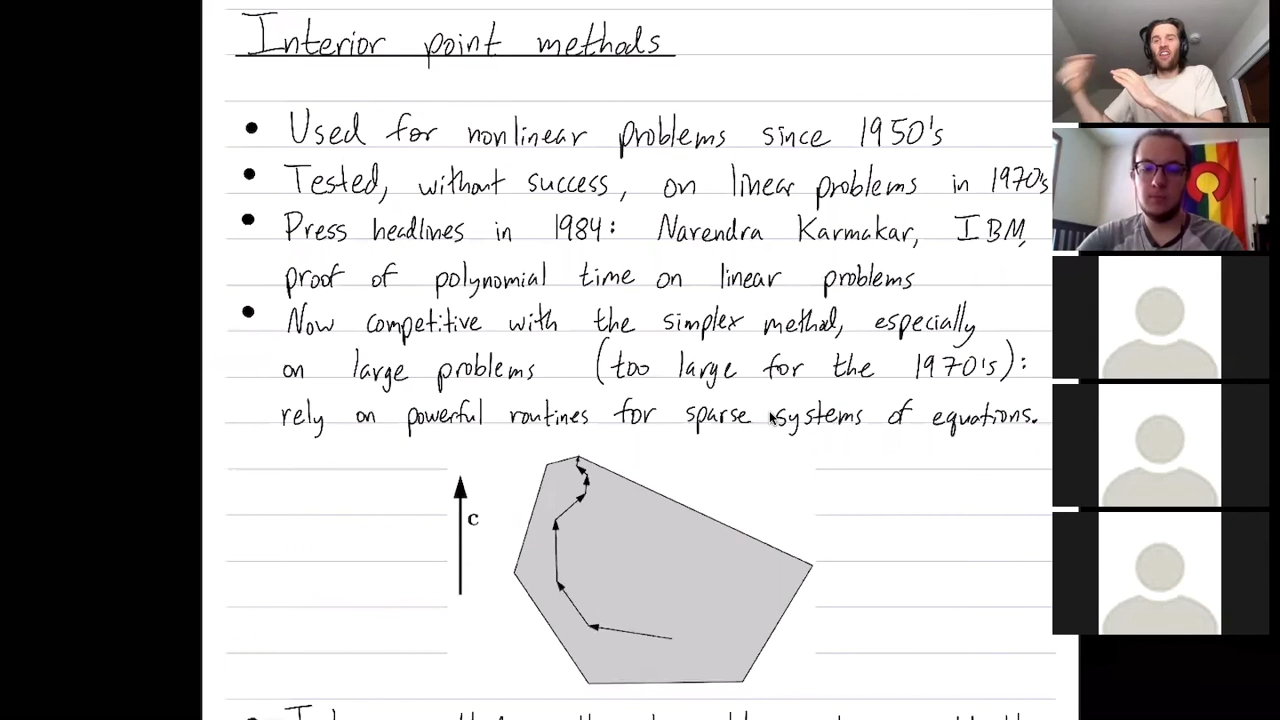 Interior point methods
• Used for nonlinear problems since 1950's
• Tested, without success, on linear problems in 1970's
• Press headlines in 1984: Narendra Karmakar, IBM,
proof of polynomial time on linear problems
• Now competitive with the simplex method, especially
on large problems (too large for the 1970's):
rely on powerful routines for sparse systems of equations.
c